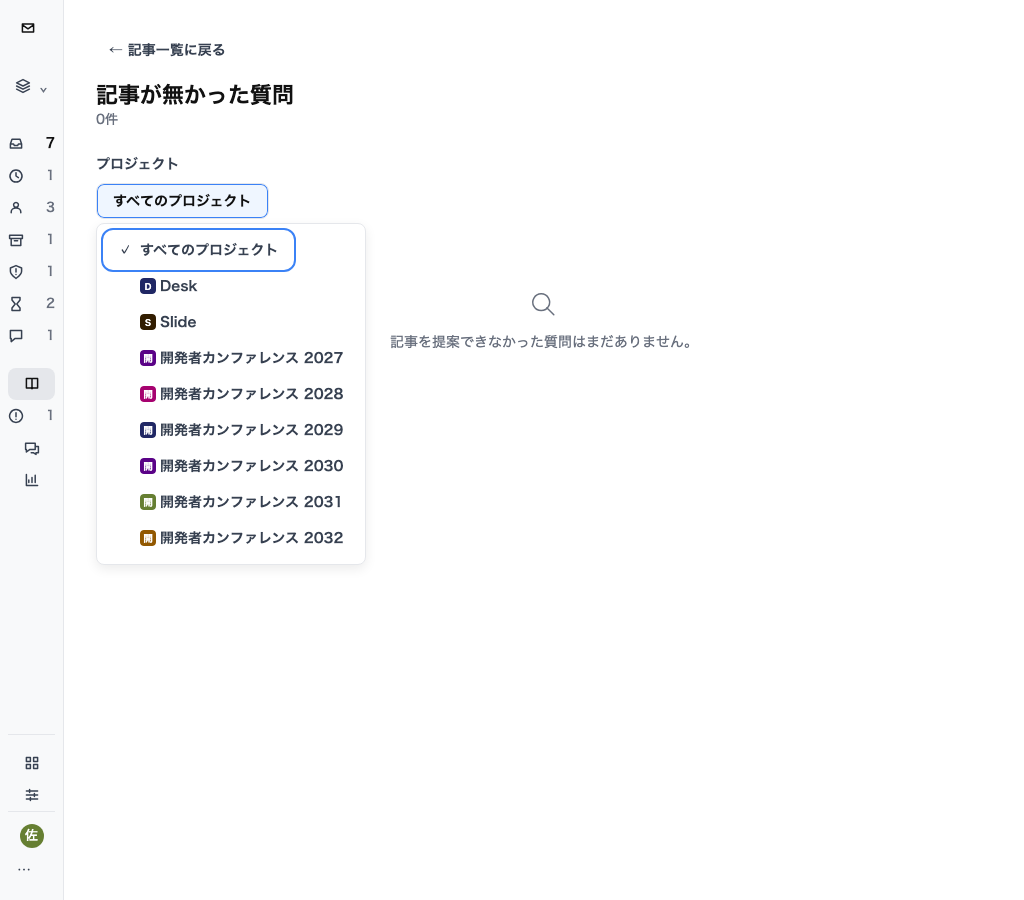 ← 記事一覧に戻る
記事が無かった質問
0件
プロジェクト
すべてのプロジェクト
✓ すべてのプロジェクト
D Desk
S Slide
開 開発者カンファレンス 2027
開 開発者カンファレンス 2028
開 開発者カンファレンス 2029
開 開発者カンファレンス 2030
開 開発者カンファレンス 2031
開 開発者カンファレンス 2032
記事を提案できなかった質問はまだありません。
7
1
3
1
1
2
1
1
佐
…